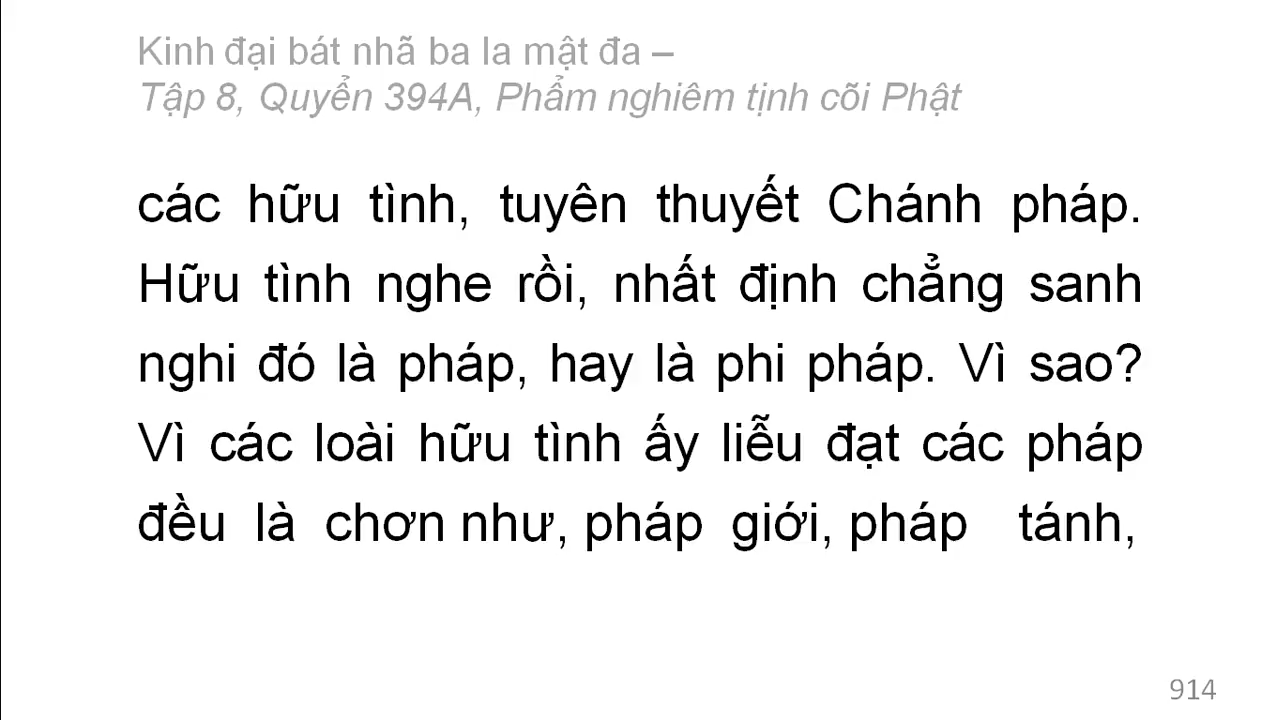 Kinh đại bát nhã ba la mật đa –
Tập 8, Quyển 394A, Phẩm nghiêm tịnh cõi Phật
các hữu tình, tuyên thuyết Chánh pháp.
Hữu tình nghe rồi, nhất định chẳng sanh
nghi đó là pháp, hay là phi pháp. Vì sao?
Vì các loài hữu tình ấy liễu đạt các pháp
đều là chơn như, pháp giới, pháp tánh,
914